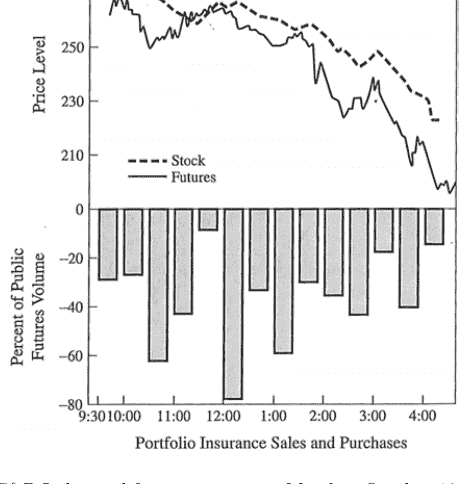 Price Level
250
230
210
Stock
Futures
0
Percent of Public
Futures Volume
−20
−40
−60
−80
9:30 10:00 11:00 12:00 1:00 2:00 3:00 4:00
Portfolio Insurance Sales and Purchases